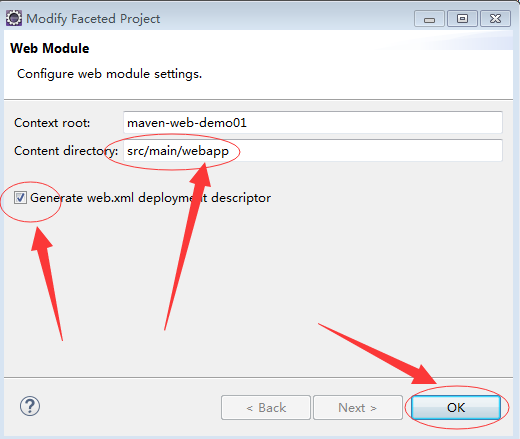 Modify Faceted Project
Web Module
Configure web module settings.
Context root: maven-web-demo01
Content directory: src/main/webapp
Generate web.xml deployment descriptor
?
< Back Next > OK